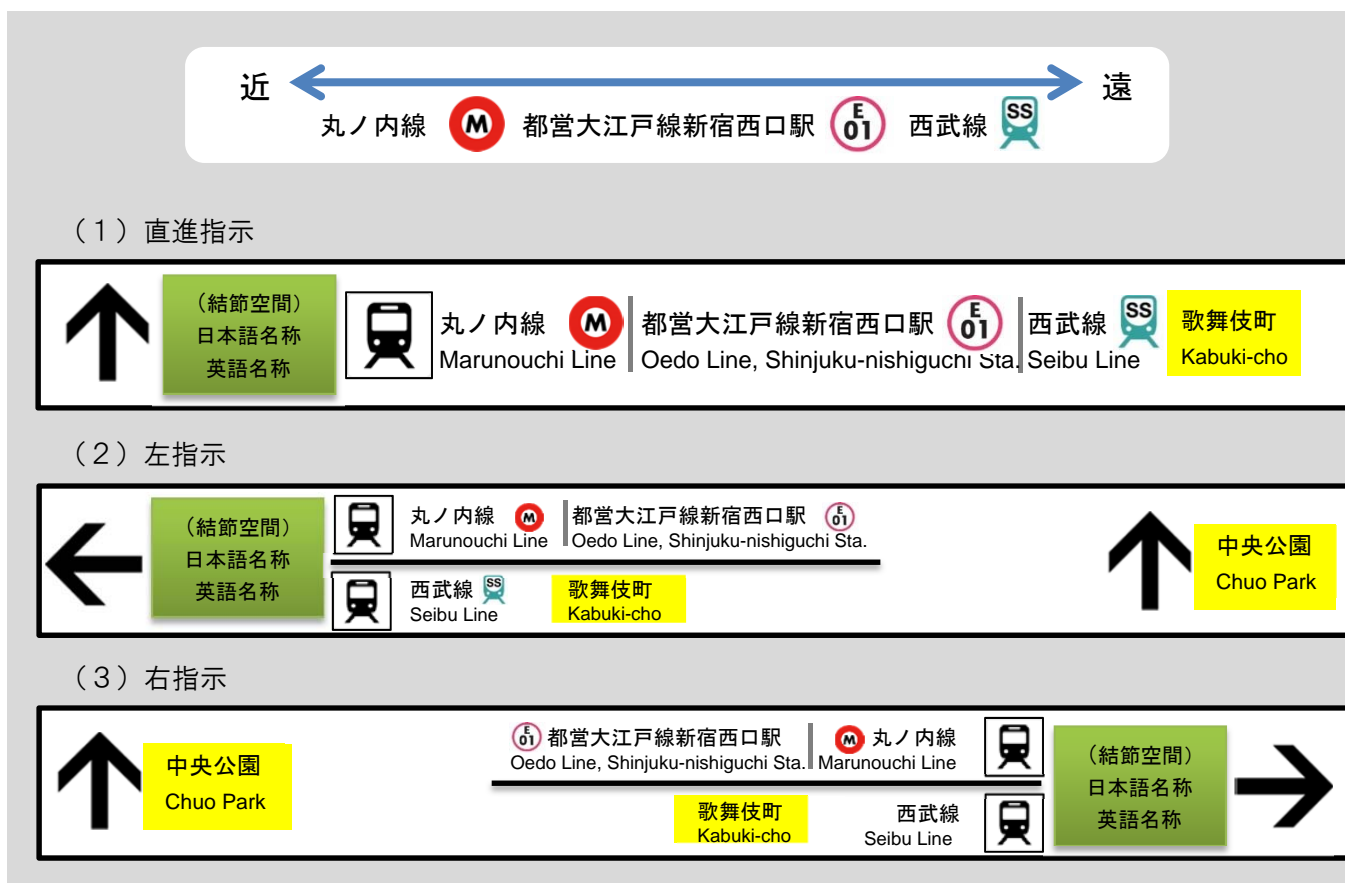 近 遠
丸ノ内線 M 都営大江戸線新宿西口駅 E 01 西武線 SS
（１）直進指示
（結節空間）
日本語名称
英語名称
丸ノ内線 M 都営大江戸線新宿西口駅 E 01 西武線 SS
Marunouchi Line Oedo Line, Shinjuku-nishiguchi Sta. Seibu Line
歌舞伎町
Kabuki-cho
（２）左指示
（結節空間）
日本語名称
英語名称
丸ノ内線 M 都営大江戸線新宿西口駅 E 01
Marunouchi Line Oedo Line, Shinjuku-nishiguchi Sta.
西武線 SS 歌舞伎町
Seibu Line Kabuki-cho
中央公園
Chuo Park
（３）右指示
中央公園
Chuo Park
E 01 都営大江戸線新宿西口駅 M 丸ノ内線
Oedo Line, Shinjuku-nishiguchi Sta. Marunouchi Line
歌舞伎町 西武線
Kabuki-cho Seibu Line
（結節空間）
日本語名称
英語名称